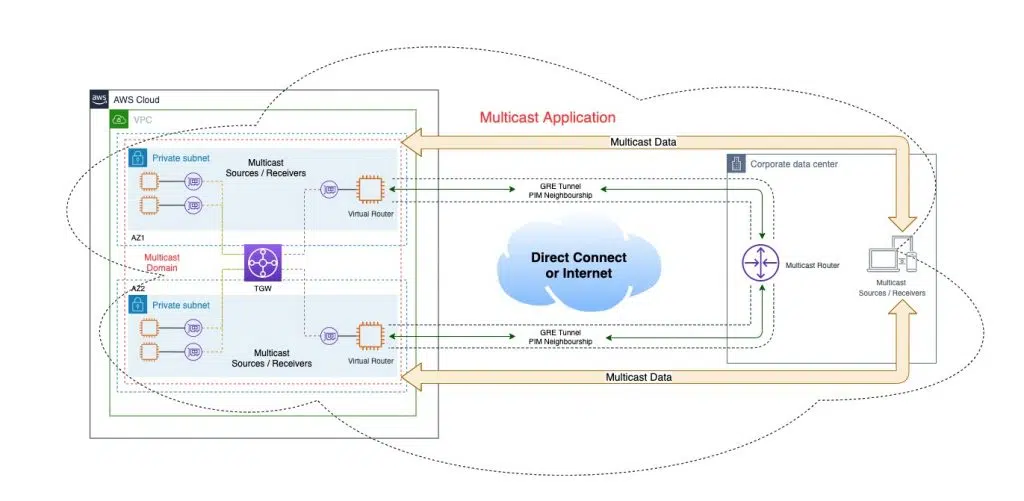 aws
AWS Cloud
VPC
Multicast Application
Multicast Data
Private subnet
Multicast
Sources / Receivers
Virtual Router
AZ1
GRE Tunnel
PIM Neighbourship
Corporate data center
Multicast
Domain
TGW
Direct Connect
or Internet
Multicast Router
Multicast
Sources / Receivers
AZ2
Private subnet
Multicast
Sources / Receivers
Virtual Router
GRE Tunnel
PIM Neighbourship
Multicast Data